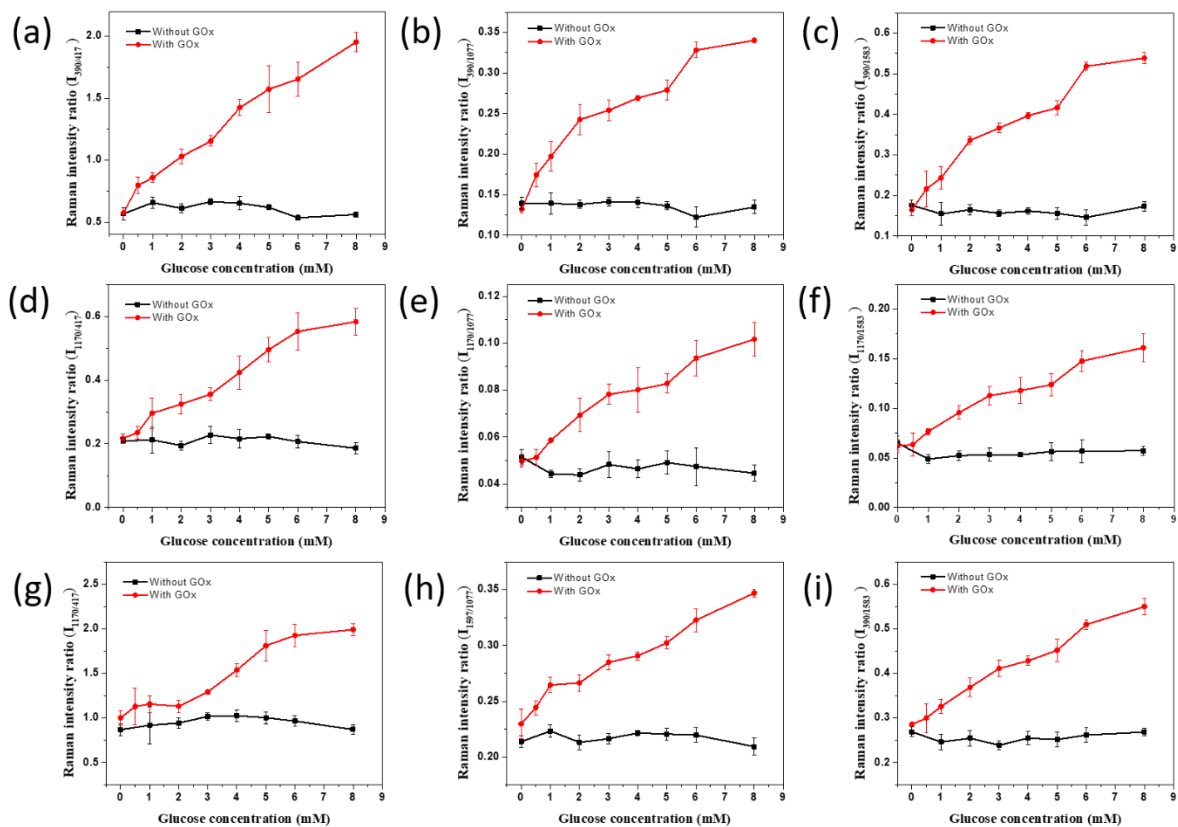 (a)
Without GOx
With GOx
Raman intensity ratio (I390/417)
2.0
1.5
1.0
0.5
0 1 2 3 4 5 6 7 8 9
Glucose concentration (mM)
(b)
Without GOx
With GOx
Raman intensity ratio (I390/1077)
0.35
0.30
0.25
0.20
0.15
0.10
0 1 2 3 4 5 6 7 8 9
Glucose concentration (mM)
(c)
Without GOx
With GOx
Raman intensity ratio (I390/1583)
0.6
0.5
0.4
0.3
0.2
0.1
0 1 2 3 4 5 6 7 8 9
Glucose concentration (mM)
(d)
Without GOx
With GOx
Raman intensity ratio (I1170/417)
0.6
0.4
0.2
0.0
0 1 2 3 4 5 6 7 8 9
Glucose concentration (mM)
(e)
Without GOx
With GOx
Raman intensity ratio (I1170/1077)
0.12
0.10
0.08
0.06
0.04
0 1 2 3 4 5 6 7 8 9
Glucose concentration (mM)
(f)
Without GOx
With GOx
Raman intensity ratio (I1170/1583)
0.20
0.15
0.10
0.05
0.00
0 1 2 3 4 5 6 7 8 9
Glucose concentration (mM)
(g)
Without GOx
With GOx
Raman intensity ratio (I1170/417)
2.5
2.0
1.5
1.0
0.5
0 1 2 3 4 5 6 7 8 9
Glucose concentration (mM)
(h)
Without GOx
With GOx
Raman intensity ratio (I1597/1077)
0.35
0.30
0.25
0.20
0 1 2 3 4 5 6 7 8 9
Glucose concentration (mM)
(i)
Without GOx
With GOx
Raman intensity ratio (I390/1583)
0.6
0.5
0.4
0.3
0.2
0 1 2 3 4 5 6 7 8 9
Glucose concentration (mM)